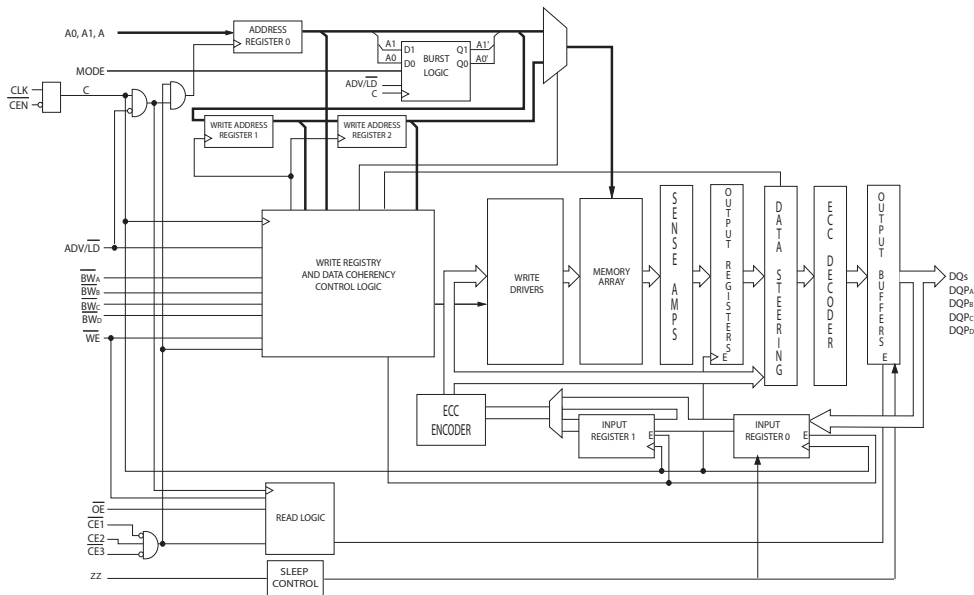 A0, A1, A
ADDRESS
REGISTER 0
A1
A0
D1
D0
BURST
LOGIC
Q1
Q0
A1'
A0'
MODE
ADV/LD
C
CLK
CEN
C
WRITE ADDRESS
REGISTER 1
WRITE ADDRESS
REGISTER 2
ADV/LD
BWA
BWB
BWC
BWD
WE
WRITE REGISTRY
AND DATA COHERENCY
CONTROL LOGIC
WRITE
DRIVERS
MEMORY
ARRAY
SENSE AMPS
OUTPUT REGISTERS
E
DATA STEERING
ECC DECODER
OUTPUT BUFFERS
E
DQs
DQPA
DQPB
DQPC
DQPD
ECC
ENCODER
INPUT
REGISTER 1
E
INPUT
REGISTER 0
E
OE
CE1
CE2
CE3
READ LOGIC
ZZ
SLEEP
CONTROL